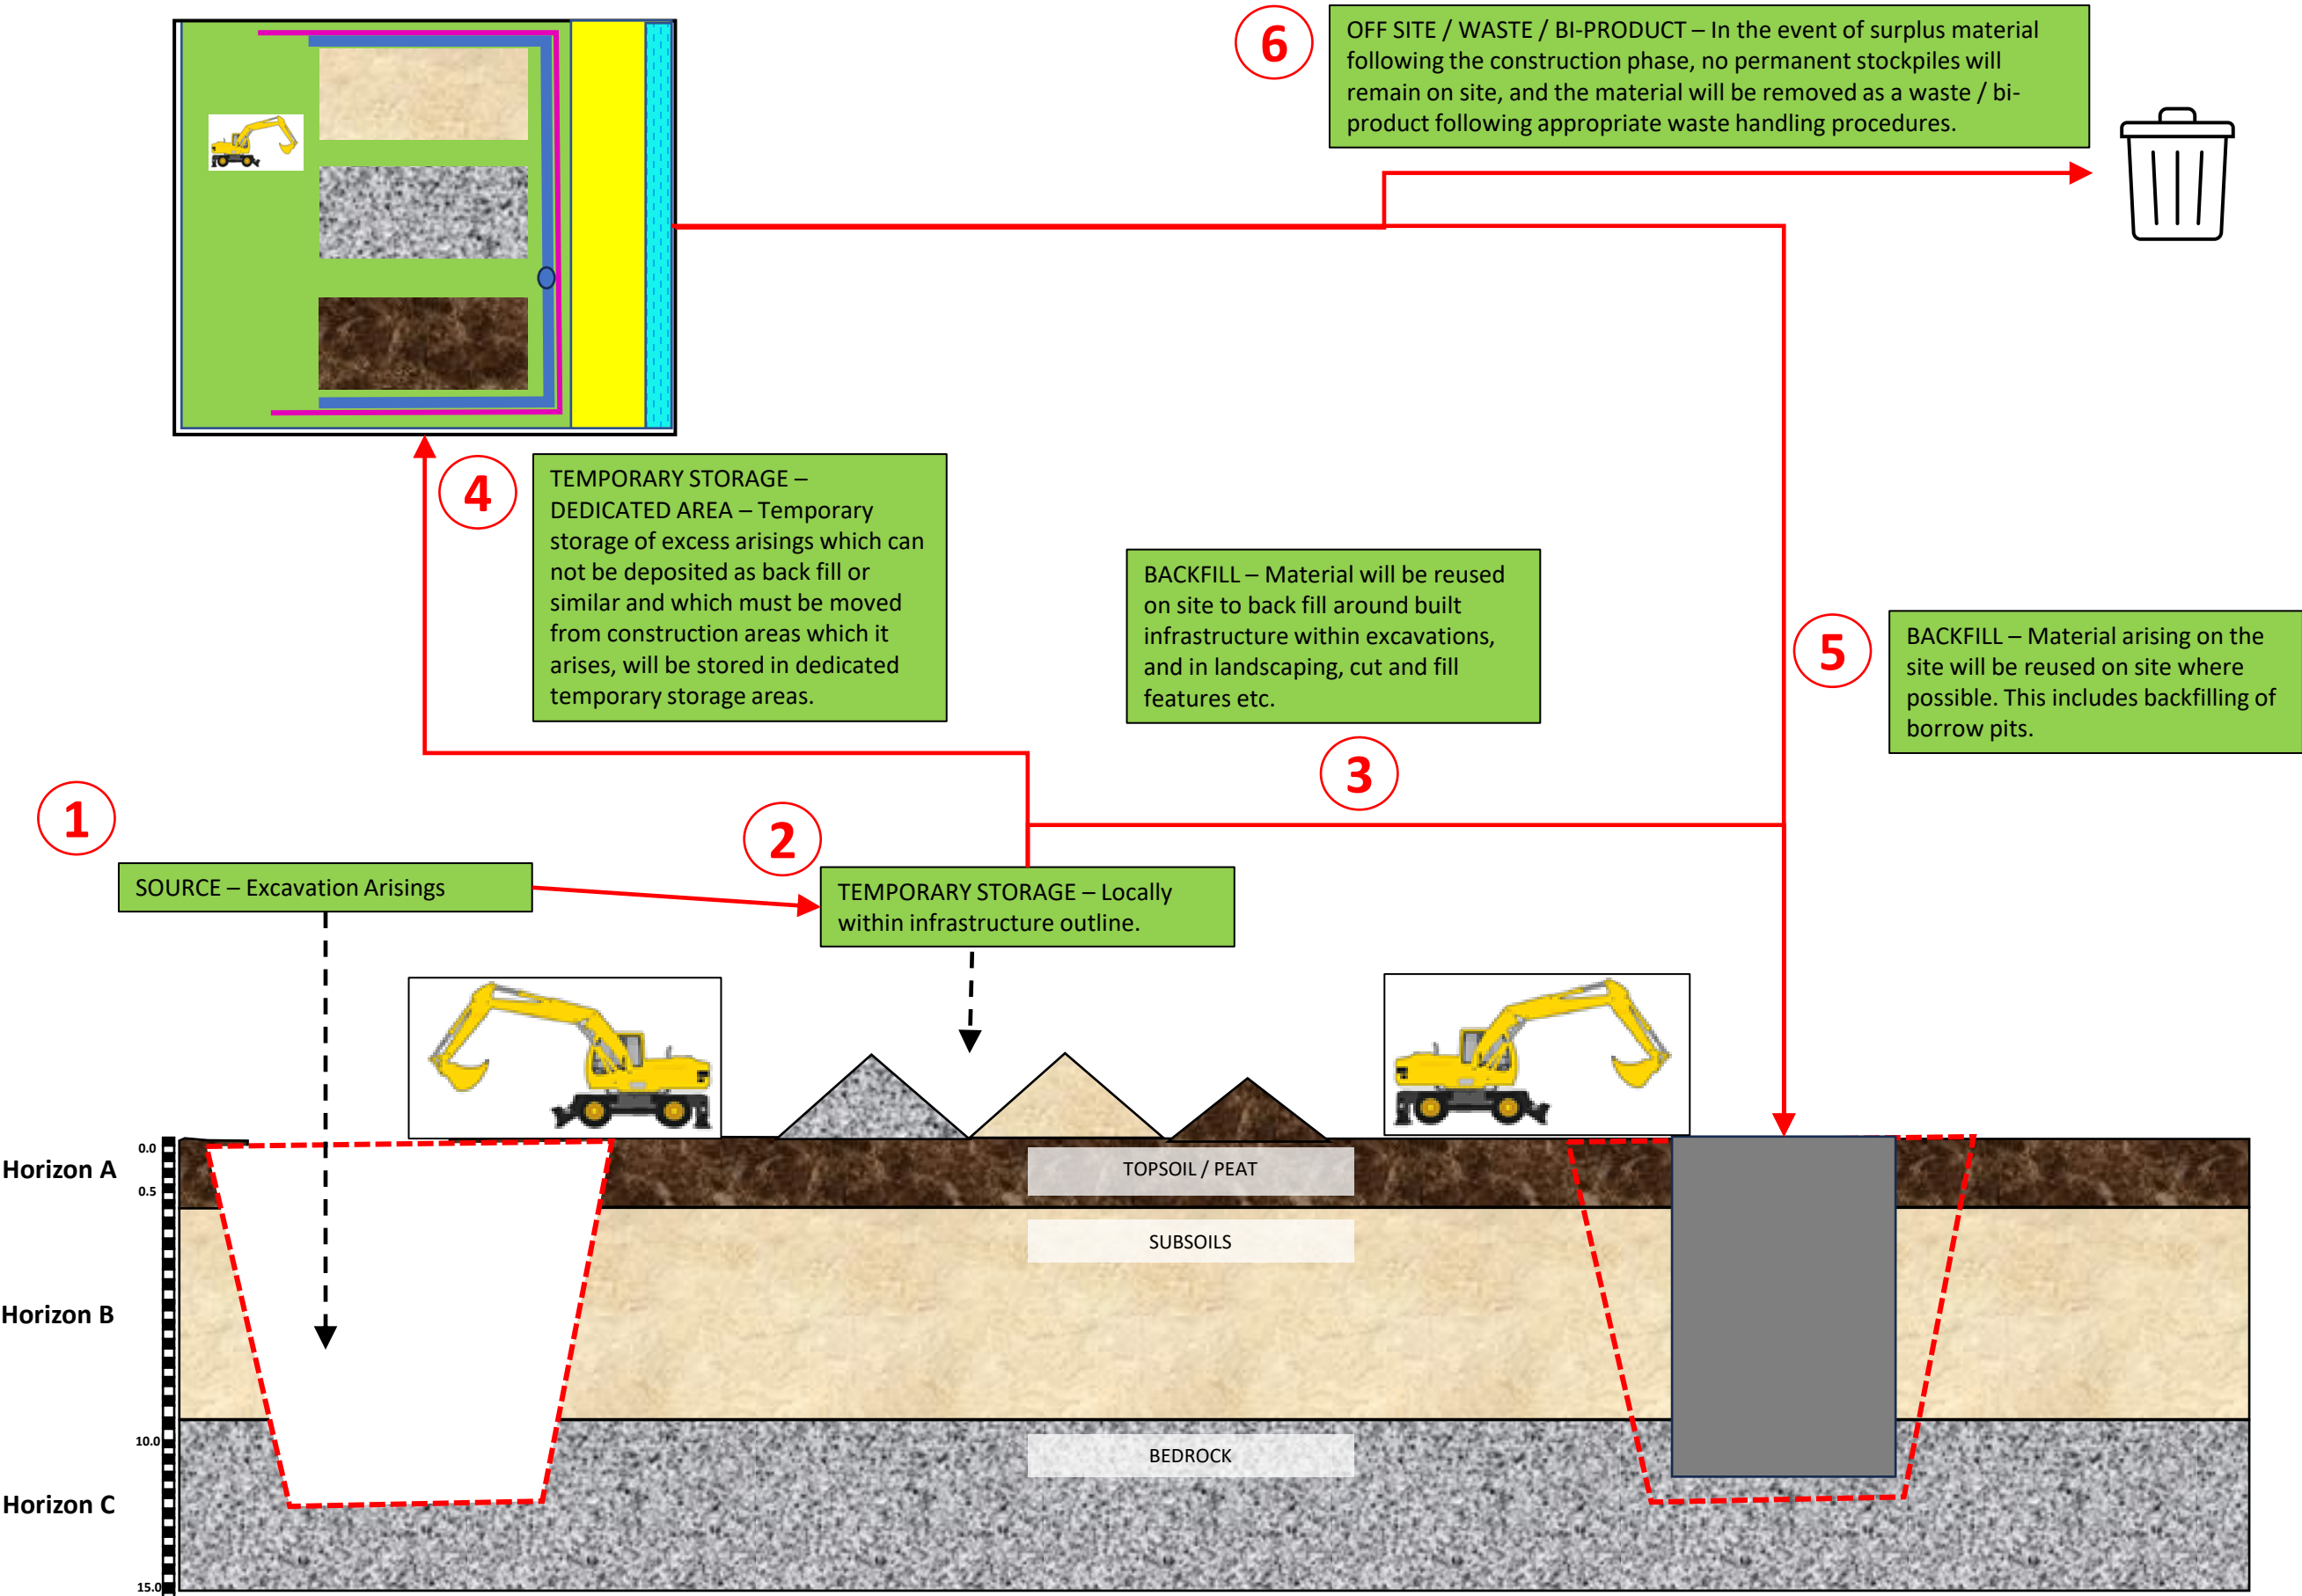 6
OFF SITE / WASTE / BI-PRODUCT – In the event of surplus material
following the construction phase, no permanent stockpiles will
remain on site, and the material will be removed as a waste / bi-
product following appropriate waste handling procedures.
4
TEMPORARY STORAGE –
DEDICATED AREA – Temporary
storage of excess arisings which can
not be deposited as back fill or
similar and which must be moved
from construction areas which it
arises, will be stored in dedicated
temporary storage areas.
BACKFILL – Material will be reused
on site to back fill around built
infrastructure within excavations,
and in landscaping, cut and fill
features etc.
3
5
BACKFILL – Material arising on the
site will be reused on site where
possible. This includes backfilling of
borrow pits.
1
SOURCE – Excavation Arisings
2
TEMPORARY STORAGE – Locally
within infrastructure outline.
Horizon A
0.0
0.5
TOPSOIL / PEAT
SUBSOILS
Horizon B
10.0
BEDROCK
Horizon C
15.0